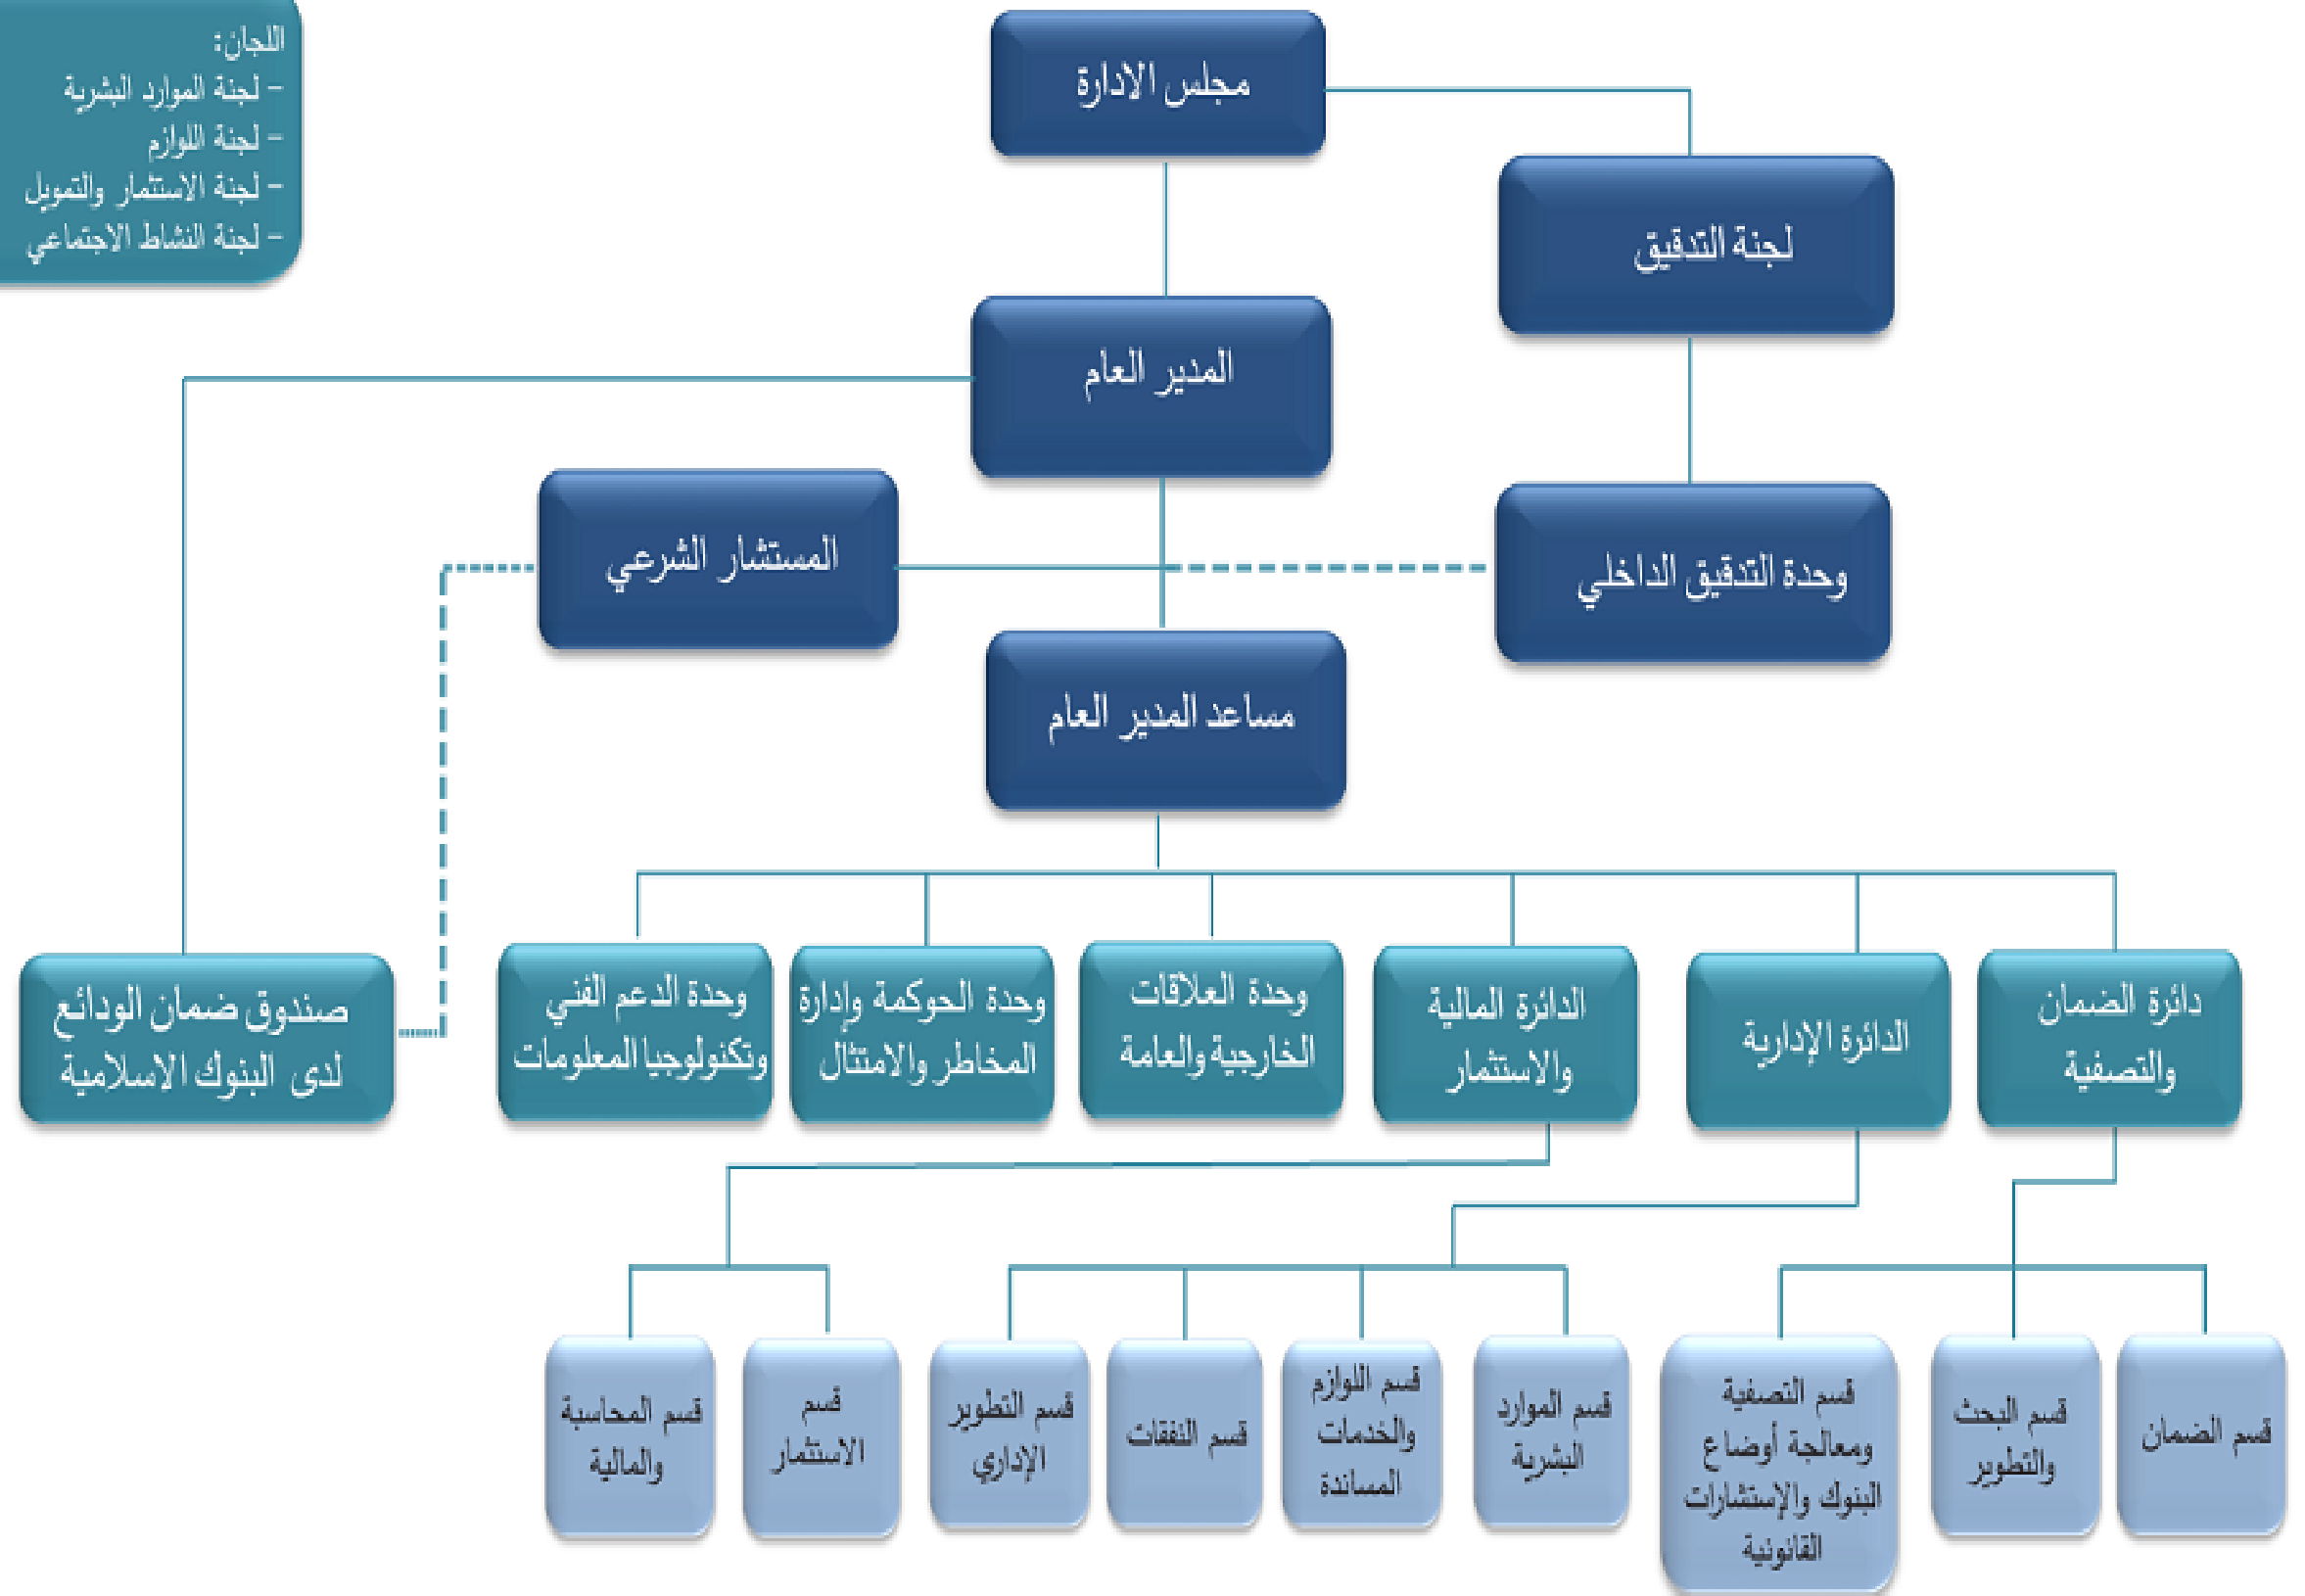 اللجان:
- لجنة الموارد البشرية
- لجنة اللوازم
- لجنة الاستثمار والتمويل
- لجنة النشاط الاجتماعي
مجلس الادارة
لجنة التدقيق
المدير العام
وحدة التدقيق الداخلي
المستشار الشرعي
مساعد المدير العام
دائرة الضمان
والتصفية
الدائرة الإدارية
الدائرة المالية
والاستثمار
وحدة العلاقات
الخارجية والعامة
وحدة الحوكمة وإدارة
المخاطر والامتثال
وحدة الدعم الفني
وتكنولوجيا المعلومات
صندوق ضمان الودائع
لدى البنوك الاسلامية
قسم الضمان
قسم البحث
والتطوير
قسم التصفية
ومعالجة أوضاع
البنوك والإستشارات
القانونية
قسم الموارد
البشرية
قسم اللوازم
والخدمات
المساندة
قسم النفقات
قسم التطوير
الإداري
قسم
الاستثمار
قسم المحاسبة
والمالية